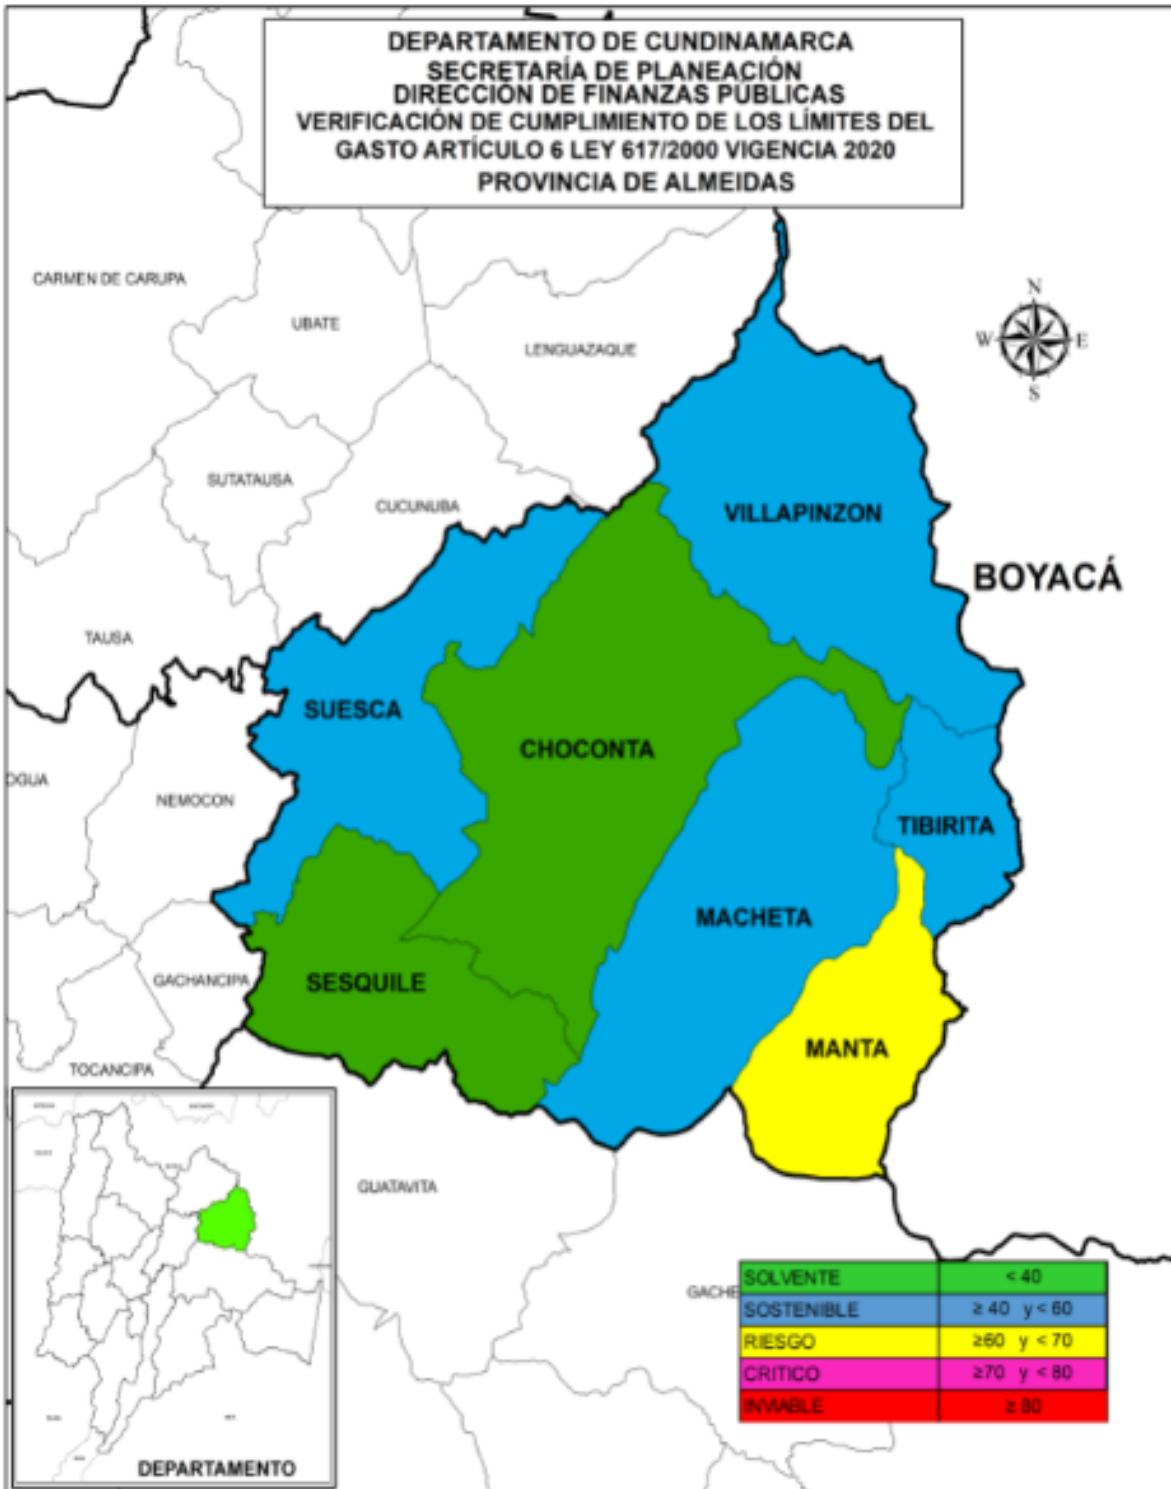 DEPARTAMENTO DE CUNDINAMARCA
SECRETARÍA DE PLANEACIÓN
DIRECCIÓN DE FINANZAS PÚBLICAS
VERIFICACIÓN DE CUMPLIMIENTO DE LOS LÍMITES DEL
GASTO ARTÍCULO 6 LEY 617/2000 VIGENCIA 2020
PROVINCIA DE ALMEIDAS
CARMEN DE CARUPA
UBATE
LENGUAZAQUE
N
W E
S
SUTATAUSA
CUCUNUBA
VILLAPINZON
BOYACÁ
TAUSA
SUESCA
CHOCONTA
OGUA
NEMOCON
TIBIRITA
MACHETA
GACHANCIPA
SESQUILE
MANTA
TOCANCIPA
GUATAVITA
GACHE
SOLVENTE < 40
SOSTENIBLE ≥ 40 y < 60
RIESGO ≥60 y < 70
CRITICO ≥70 y < 80
INVIABLE ≥ 80
DEPARTAMENTO